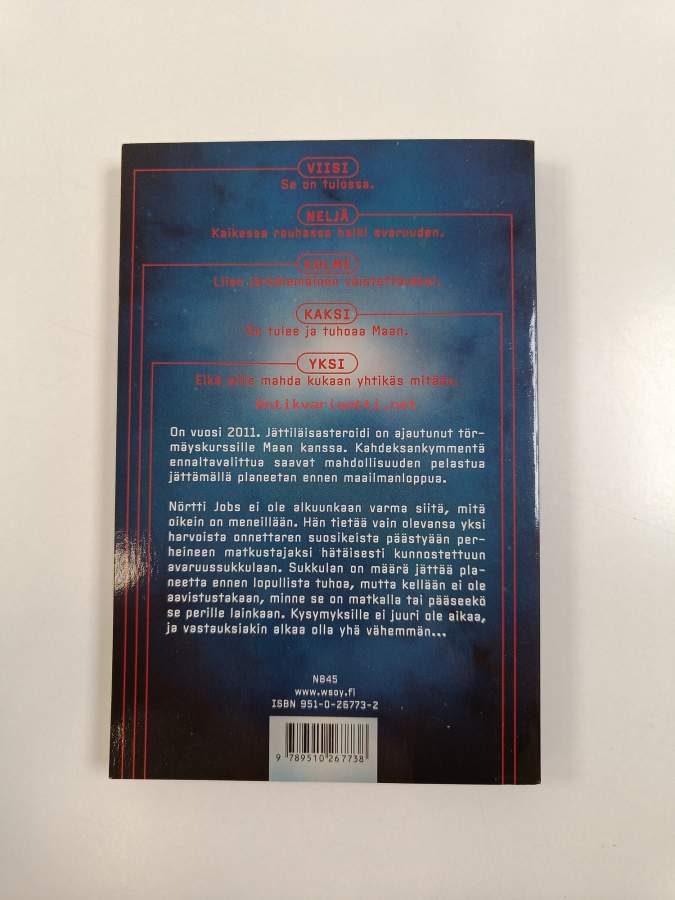 VIISI
Se on tulossa.
NELJÄ
Kaikessa rauhassa halki avaruuden.
KOLME
Liian järkälemäinen väistettäväksi.
KAKSI
Se tulee ja tuhoaa Maan.
YKSI
Eikä sille mahda kukaan yhtikäs mitään.
Antikvariaatti.net
On vuosi 2011. Jättiläisasteroidi on ajautunut tör-
mäyskurssille Maan kanssa. Kahdeksankymmentä
ennaltavalittua saavat mahdollisuuden pelastua
jättämällä planeetan ennen maailmanloppua.
Nörtti Jobs ei ole alkuunkaan varma siitä, mitä
oikein on meneillään. Hän tietää vain olevansa yksi
harvoista onnettaren suosikeista päästyään per-
heineen matkustajaksi hätäisesti kunnostettuun
avaruussukkulaan. Sukkulan on määrä jättää pla-
neetta ennen lopullista tuhoa, mutta kellään ei ole
aavistustakaan, minne se on matkalla tai pääseekö
se perille lainkaan. Kysymyksille ei juuri ole aikaa,
ja vastauksiakin alkaa olla yhä vähemmän...
N845
www.wsoy.fi
ISBN 951-0-26773-2
9 789510 267738